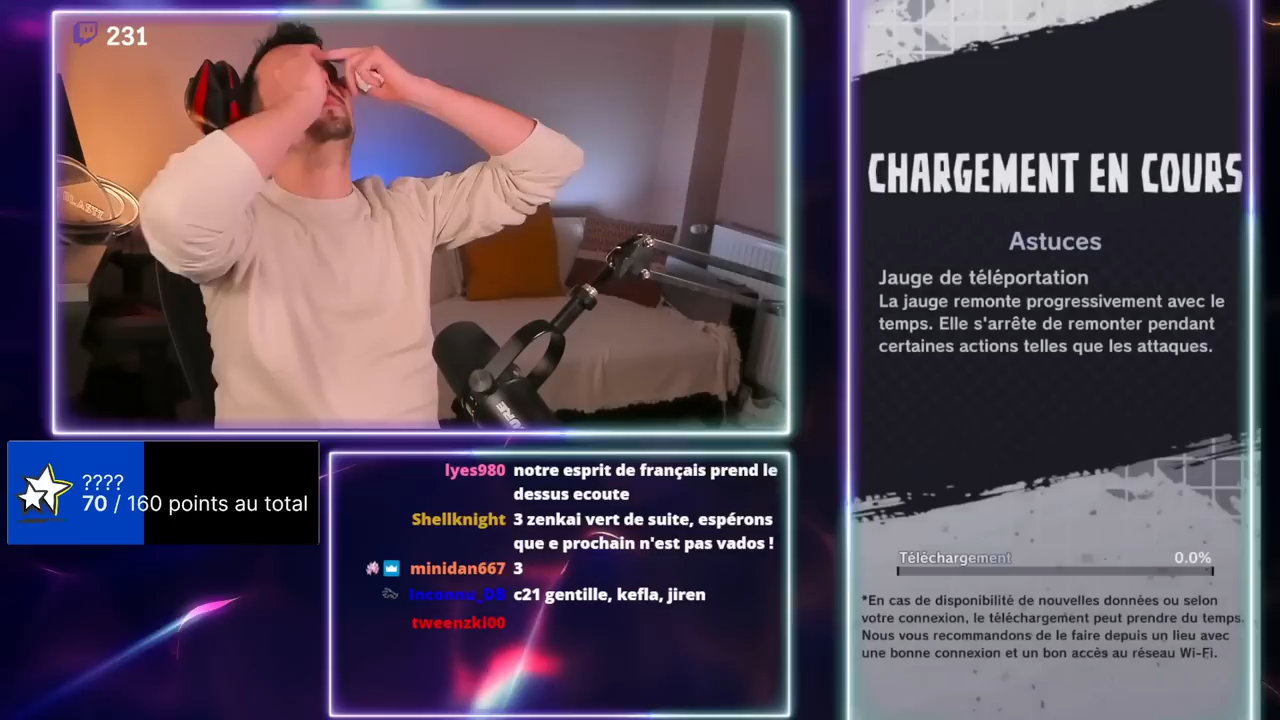 231
CHARGEMENT EN COURS
Astuces
Jauge de téléportation
La jauge remonte progressivement avec le
temps. Elle s'arrête de remonter pendant
certaines actions telles que les attaques.
Téléchargement 0.0%
*En cas de disponibilité de nouvelles données ou selon
votre connexion, le téléchargement peut prendre du temps.
Nous vous recommandons de le faire depuis un lieu avec
une bonne connexion et un bon accès au réseau Wi-Fi.
????
70 / 160 points au total
lyes980 notre esprit de français prend le
dessus ecoute
Shellknight 3 zenkai vert de suite, espérons
que e prochain n'est pas vados !
minidan667 3
Inconnu_DB c21 gentille, kefla, jiren
tweenzki00